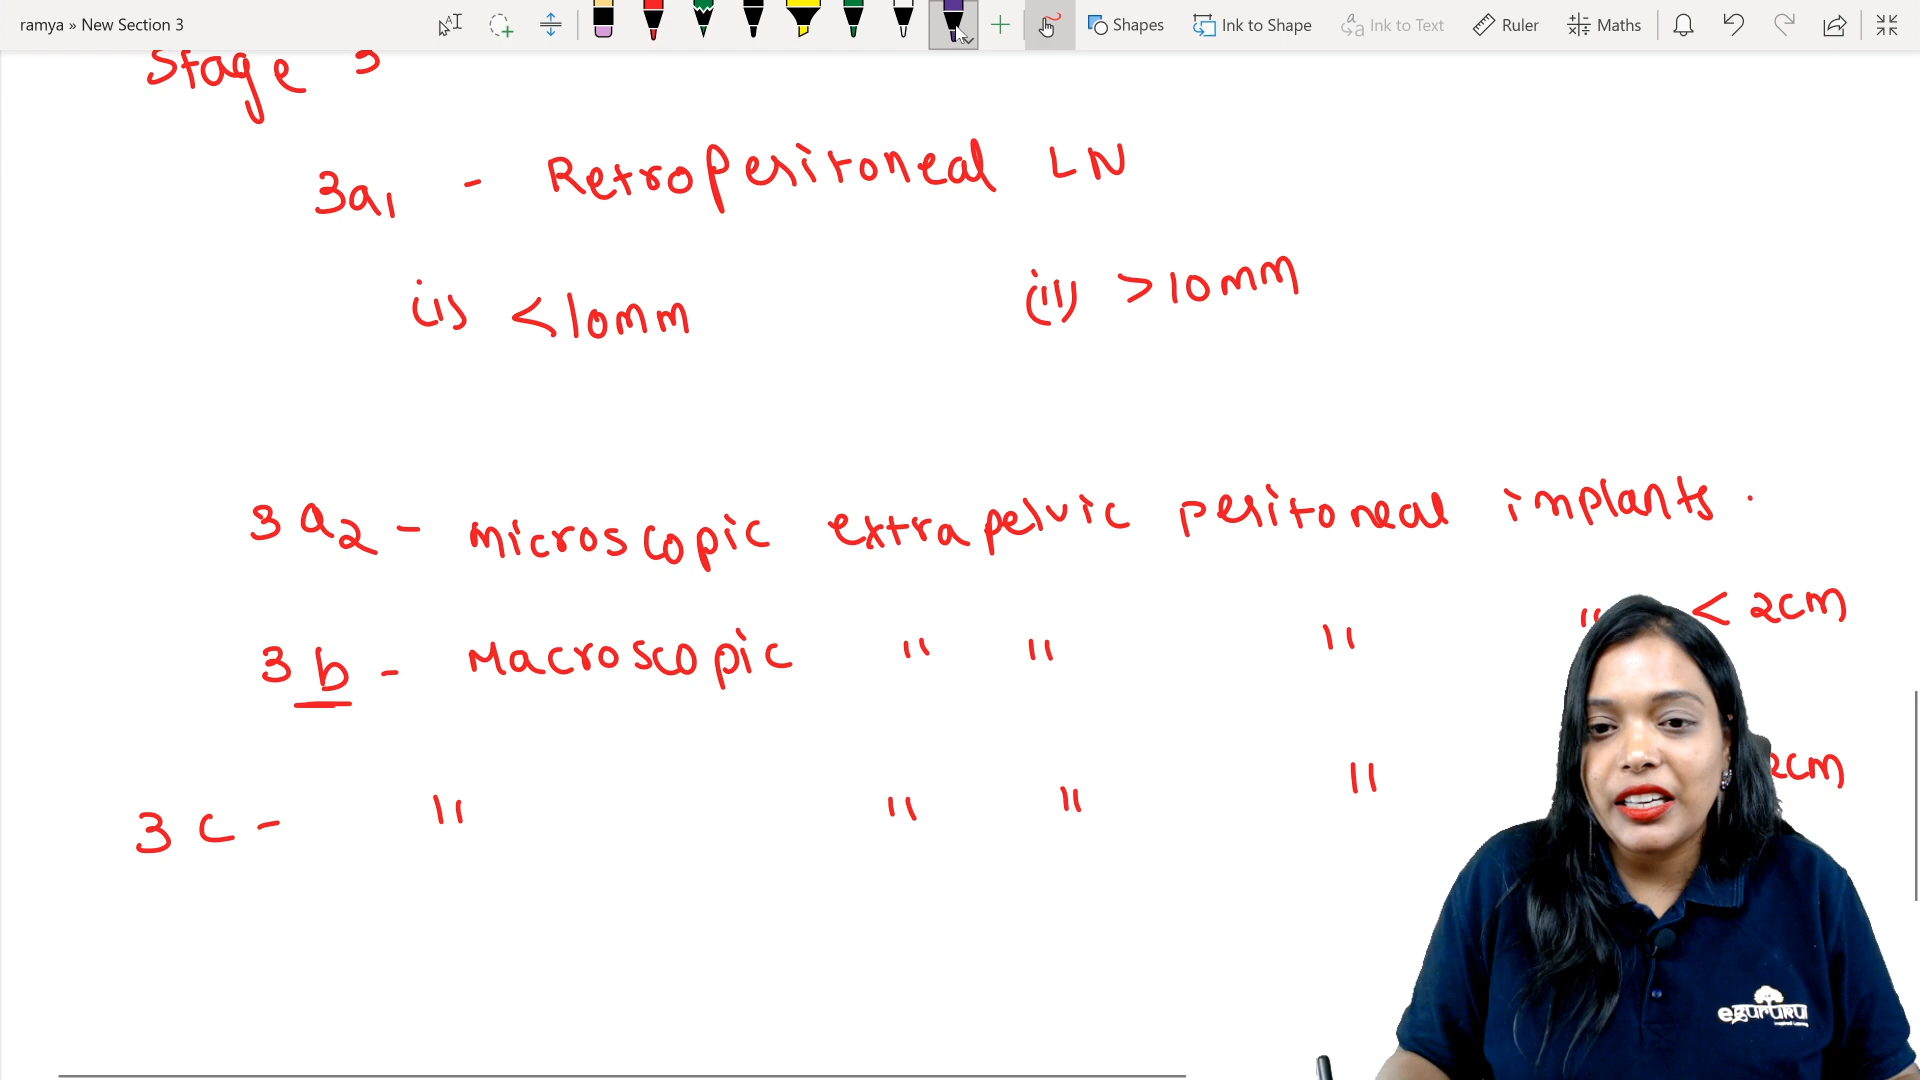 ramya » New Section 3
Shapes Ink to Shape Ink to Text Ruler Maths
Stage 3
3a1 - Retroperitoneal LN
(i) <10mm (ii) >10mm
3a2 - Microscopic extrapelvic peritoneal implants.
3b - Macroscopic " " " " < 2cm
3c - " " " " 2cm
egurukul